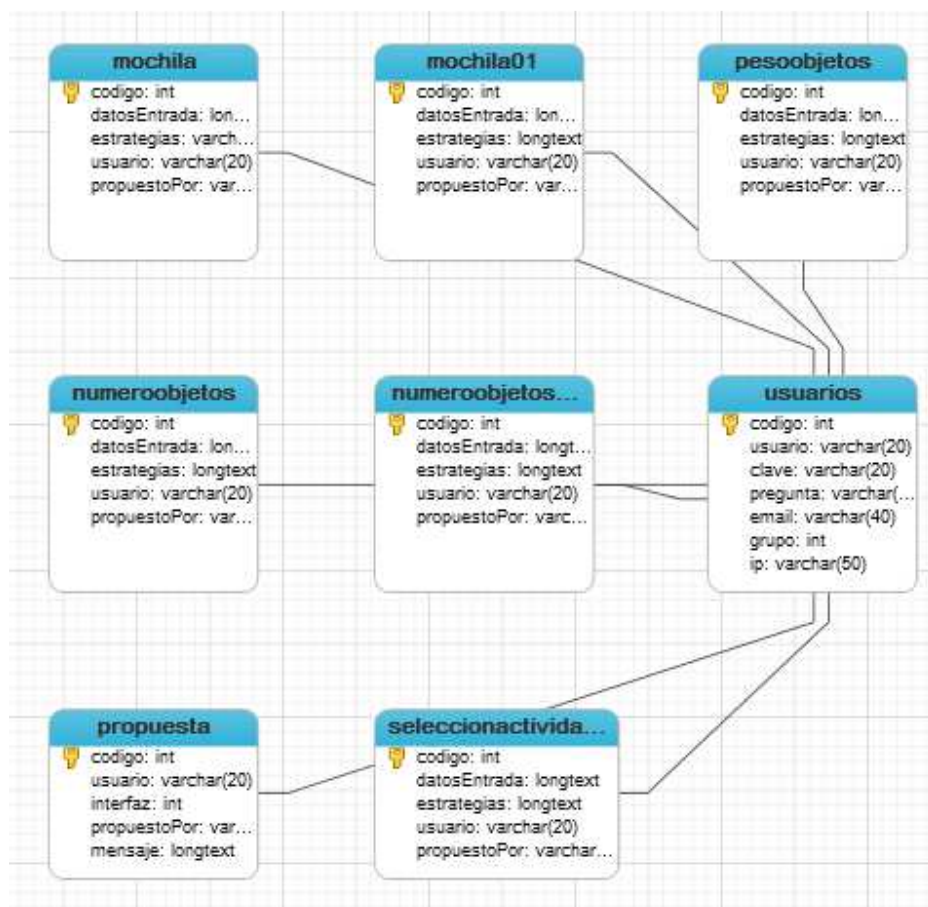 mochila
codigo: int
datosEntrada: lon...
estrategias: varch...
usuario: varchar(20)
propuestoPor: var...
mochila01
codigo: int
datosEntrada: lon...
estrategias: longtext
usuario: varchar(20)
propuestoPor: var...
pesoobjetos
codigo: int
datosEntrada: lon...
estrategias: longtext
usuario: varchar(20)
propuestoPor: var...
numeroobjetos
codigo: int
datosEntrada: lon...
estrategias: longtext
usuario: varchar(20)
propuestoPor: var...
numeroobjetos...
codigo: int
datosEntrada: longt...
estrategias: longtext
usuario: varchar(20)
propuestoPor: varc...
usuarios
codigo: int
usuario: varchar(20)
clave: varchar(20)
pregunta: varchar(...
email: varchar(40)
grupo: int
ip: varchar(50)
propuesta
codigo: int
usuario: varchar(20)
interfaz: int
propuestoPor: var...
mensaje: longtext
seleccionactivida...
codigo: int
datosEntrada: longtext
estrategias: longtext
usuario: varchar(20)
propuestoPor: varchar...